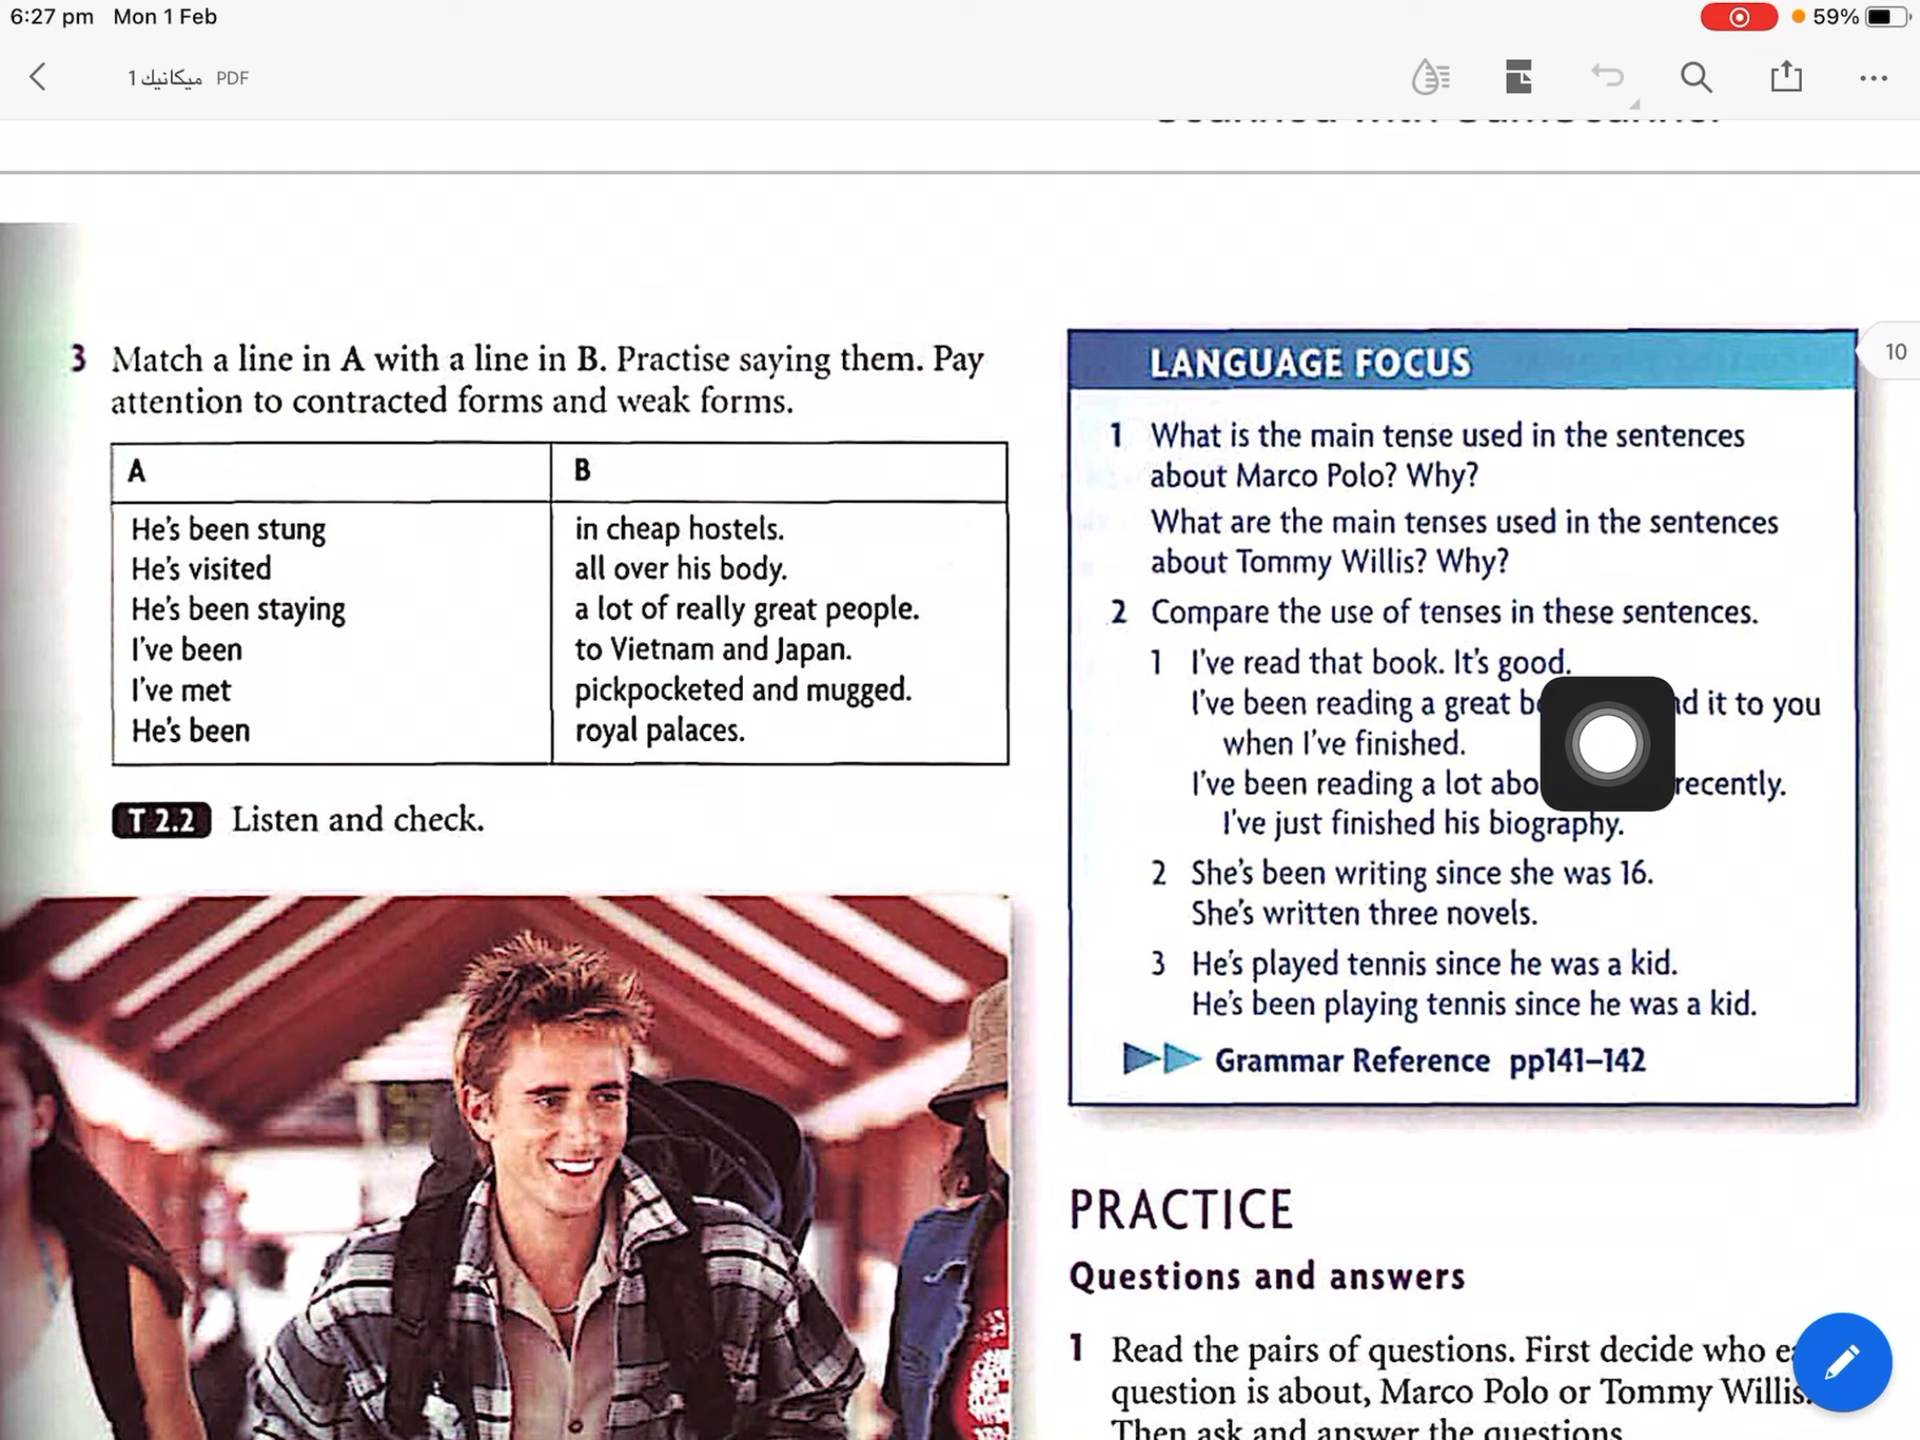 6:27 pm Mon 1 Feb
59%
ميكانيك 1 PDF
10
3 Match a line in A with a line in B. Practise saying them. Pay
attention to contracted forms and weak forms.
A B
He's been stung in cheap hostels.
He's visited all over his body.
He's been staying a lot of really great people.
I've been to Vietnam and Japan.
I've met pickpocketed and mugged.
He's been royal palaces.
T 2.2 Listen and check.
LANGUAGE FOCUS
1 What is the main tense used in the sentences
about Marco Polo? Why?
What are the main tenses used in the sentences
about Tommy Willis? Why?
2 Compare the use of tenses in these sentences.
1 I've read that book. It's good.
I've been reading a great it to you
when I've finished.
I've been reading a lot recently.
I've just finished his biography.
2 She's been writing since she was 16.
She's written three novels.
3 He's played tennis since he was a kid.
He's been playing tennis since he was a kid.
Grammar Reference pp141–142
PRACTICE
Questions and answers
1 Read the pairs of questions. First decide who
question is about, Marco Polo or Tommy Willis.
Then ask and answer the questions